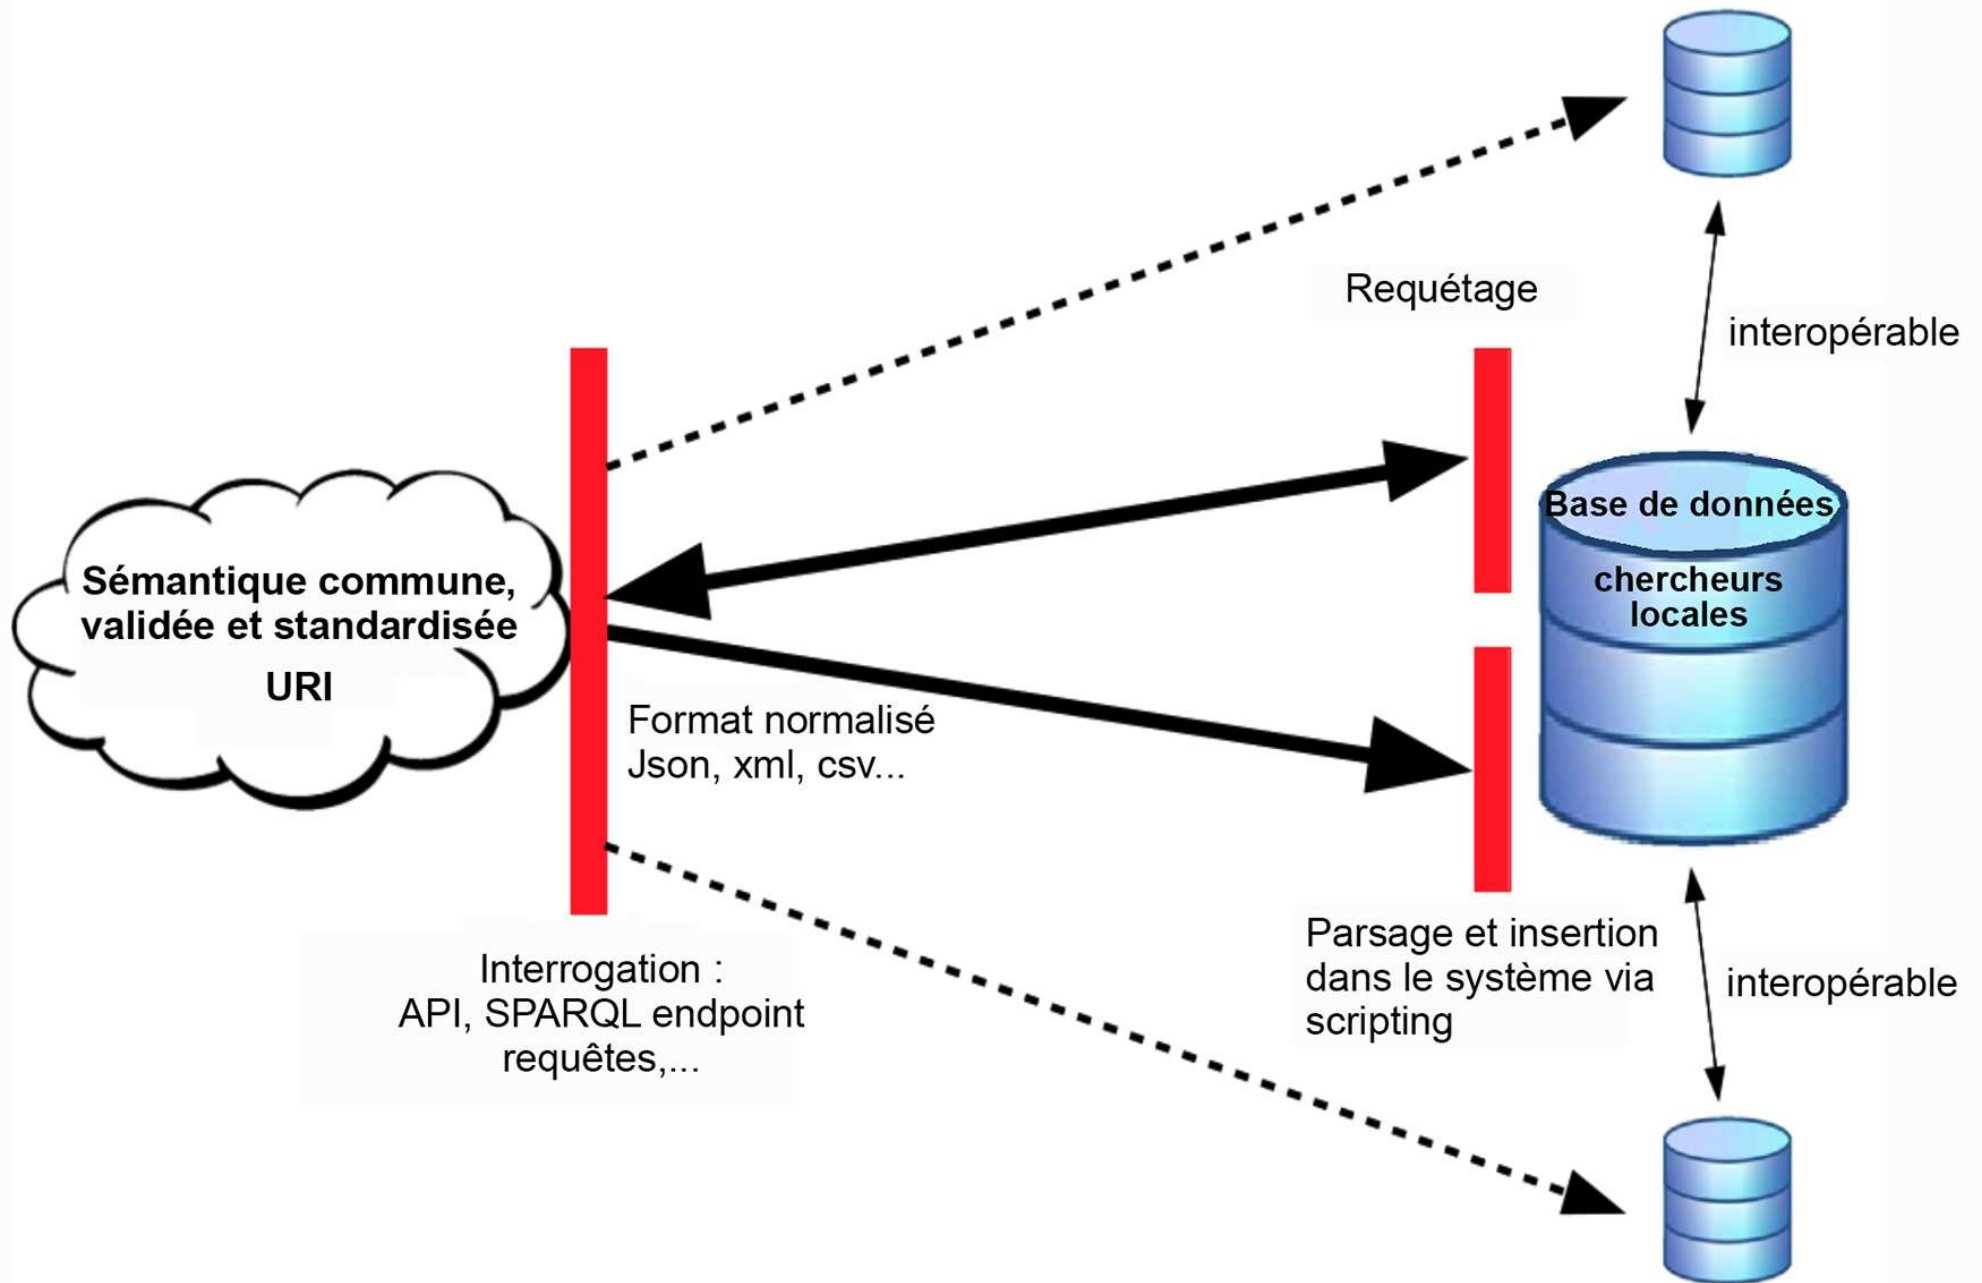 Requétage
interopérable
Base de données
chercheurs
locales
Sémantique commune,
validée et standardisée
URI
Format normalisé
Json, xml, csv...
Interrogation :
API, SPARQL endpoint
requêtes,...
Parsage et insertion
dans le système via
scripting
interopérable